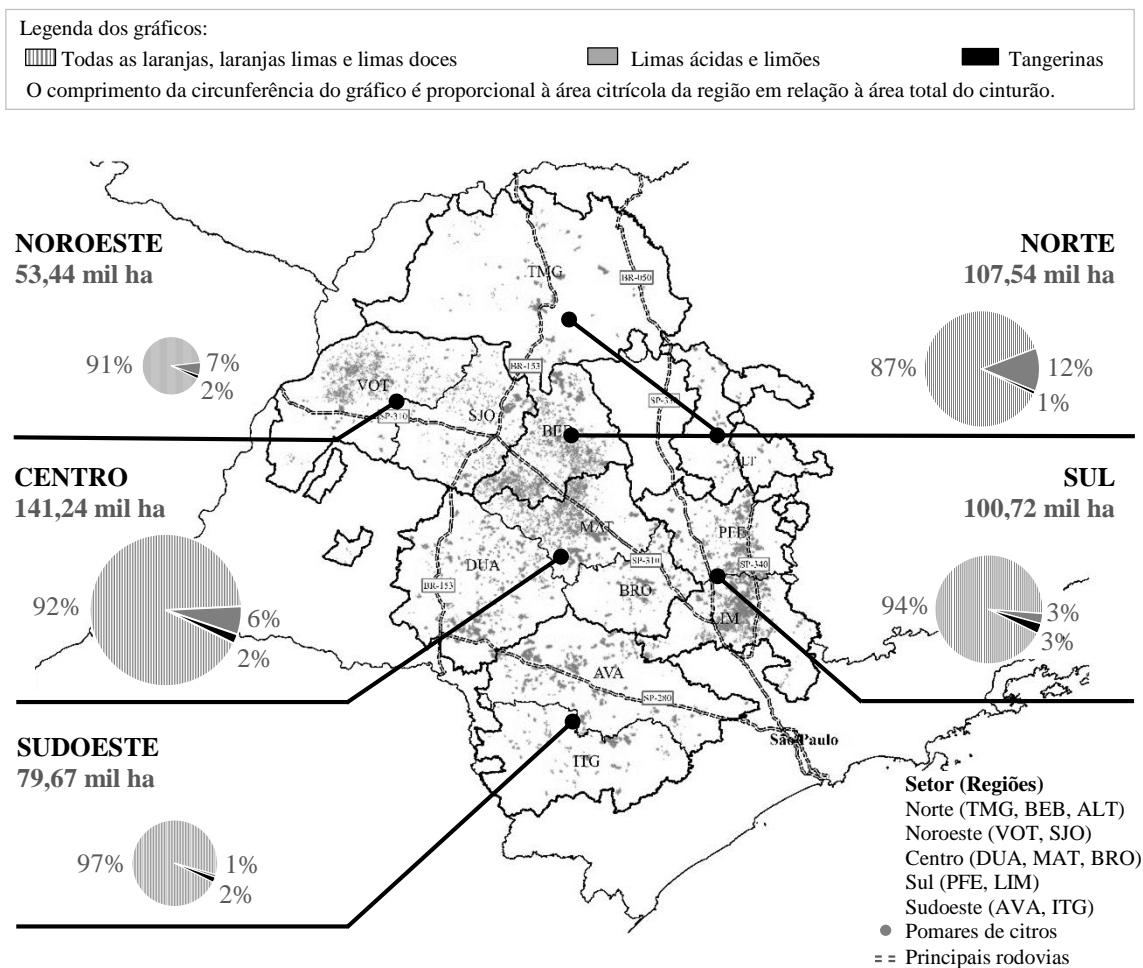 Legenda dos gráficos:
Todas as laranjas, laranjas limas e limas doces
Limas ácidas e limões
Tangerinas
O comprimento da circunferência do gráfico é proporcional à área citrícola da região em relação à área total do cinturão.
NOROESTE
53,44 mil ha
91%
7%
2%
NORTE
107,54 mil ha
87%
12%
1%
CENTRO
141,24 mil ha
92%
6%
2%
SUL
100,72 mil ha
94%
3%
3%
SUDOESTE
79,67 mil ha
97%
1%
2%
TMG
BR-050
BR-153
VOT
SP-310
SJO
BEB
ALT
MAT
PFE
DUA
SP-310
SP-340
BR-153
BRO
LIM
AVA
SP-280
ITG
São Paulo
Setor (Regiões)
Norte (TMG, BEB, ALT)
Noroeste (VOT, SJO)
Centro (DUA, MAT, BRO)
Sul (PFE, LIM)
Sudoeste (AVA, ITG)
Pomares de citros
Principais rodovias